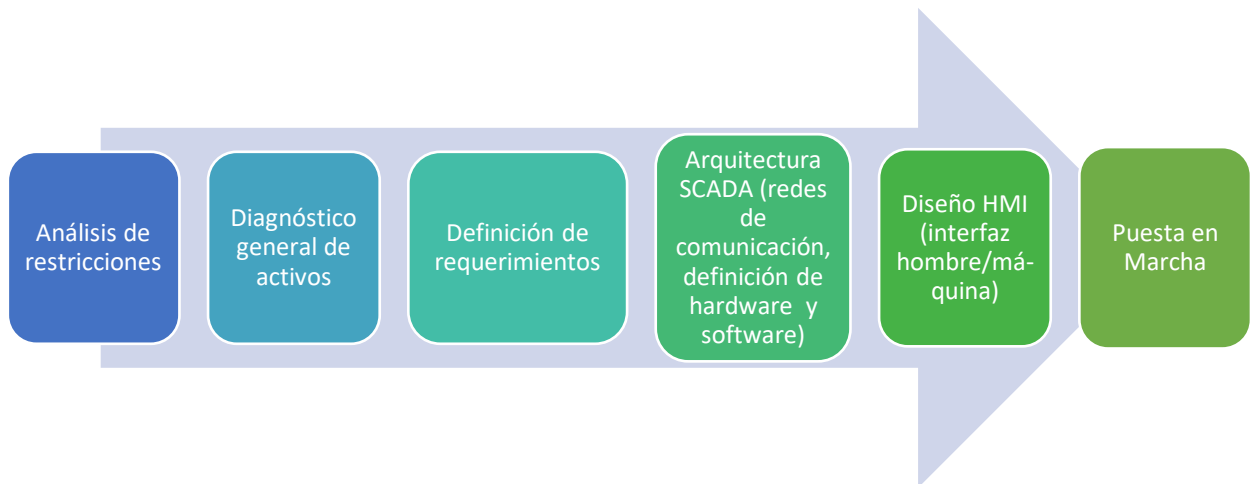 Análisis de
restricciones
Diagnóstico
general de
activos
Definición de
requerimientos
Arquitectura
SCADA (redes
de
comunicación,
definición de
hardware y
software)
Diseño HMI
(interfaz
hombre/má-
quina)
Puesta en
Marcha